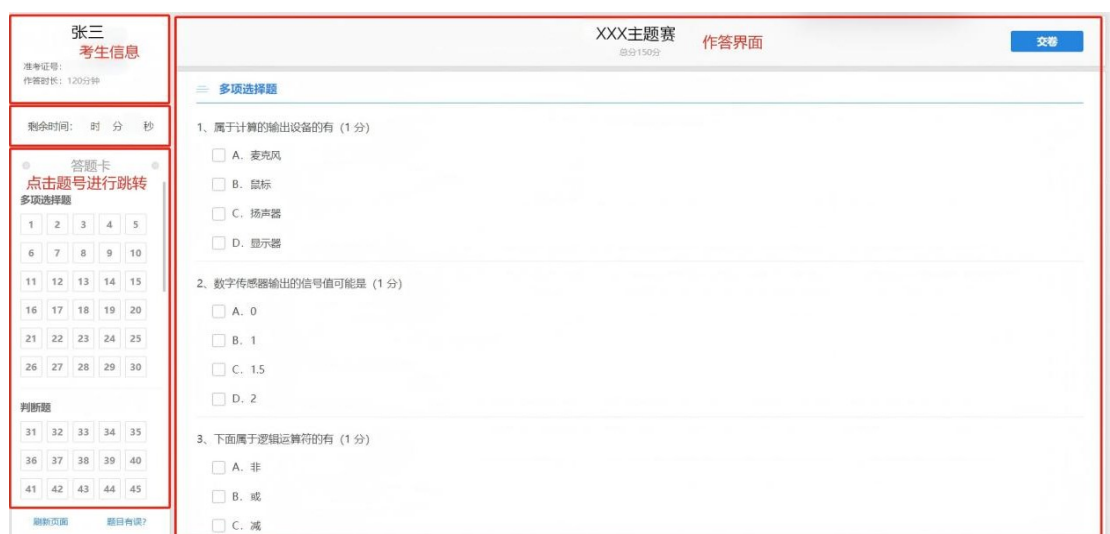 张三
考生信息
准考证号:
作答时长: 120分钟
剩余时间: 时 分 秒
答题卡
点击题号进行跳转
多项选择题
1 2 3 4 5
6 7 8 9 10
11 12 13 14 15
16 17 18 19 20
21 22 23 24 25
26 27 28 29 30
判断题
31 32 33 34 35
36 37 38 39 40
41 42 43 44 45
刷新页面 题目有误?
XXX主题赛
总分150分
作答界面
交卷
多项选择题
1、属于计算的输出设备的有 (1 分)
A. 麦克风
B. 鼠标
C. 扬声器
D. 显示器
2、数字传感器输出的信号值可能是 (1 分)
A. 0
B. 1
C. 1.5
D. 2
3、下面属于逻辑运算符的有 (1 分)
A. 非
B. 或
C. 减